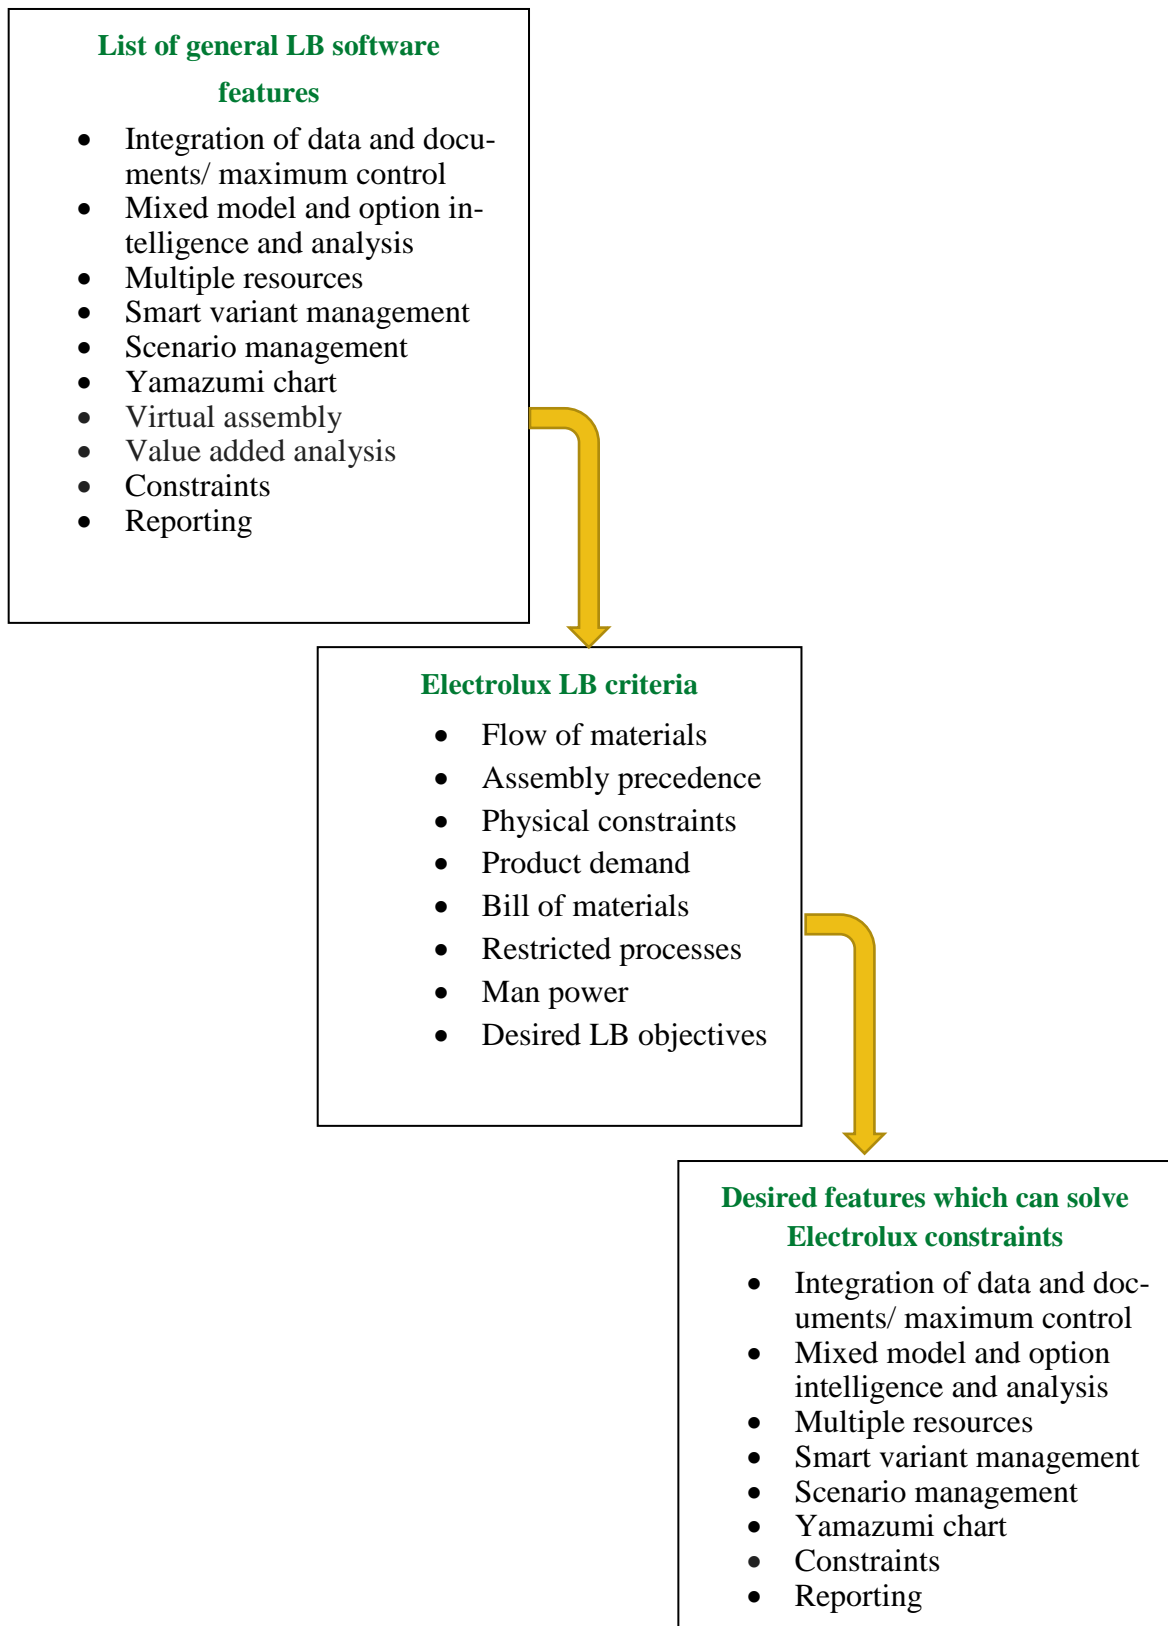 List of general LB software
features
• Integration of data and docu-
ments/ maximum control
• Mixed model and option in-
telligence and analysis
• Multiple resources
• Smart variant management
• Scenario management
• Yamazumi chart
• Virtual assembly
• Value added analysis
• Constraints
• Reporting
Electrolux LB criteria
• Flow of materials
• Assembly precedence
• Physical constraints
• Product demand
• Bill of materials
• Restricted processes
• Man power
• Desired LB objectives
Desired features which can solve
Electrolux constraints
• Integration of data and doc-
uments/ maximum control
• Mixed model and option
intelligence and analysis
• Multiple resources
• Smart variant management
• Scenario management
• Yamazumi chart
• Constraints
• Reporting